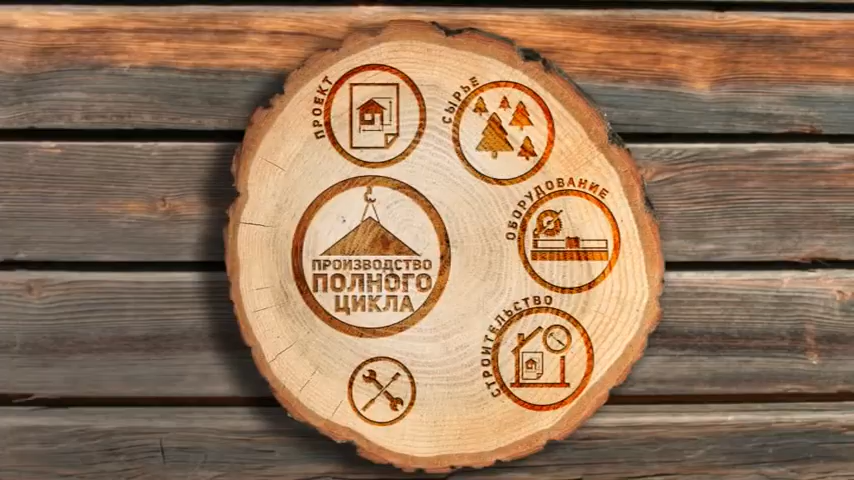 ПРОЕКТ
СЫРЬЕ
ОБОРУДОВАНИЕ
ПРОИЗВОДСТВО
ПОЛНОГО
ЦИКЛА
СТРОИТЕЛЬСТВО